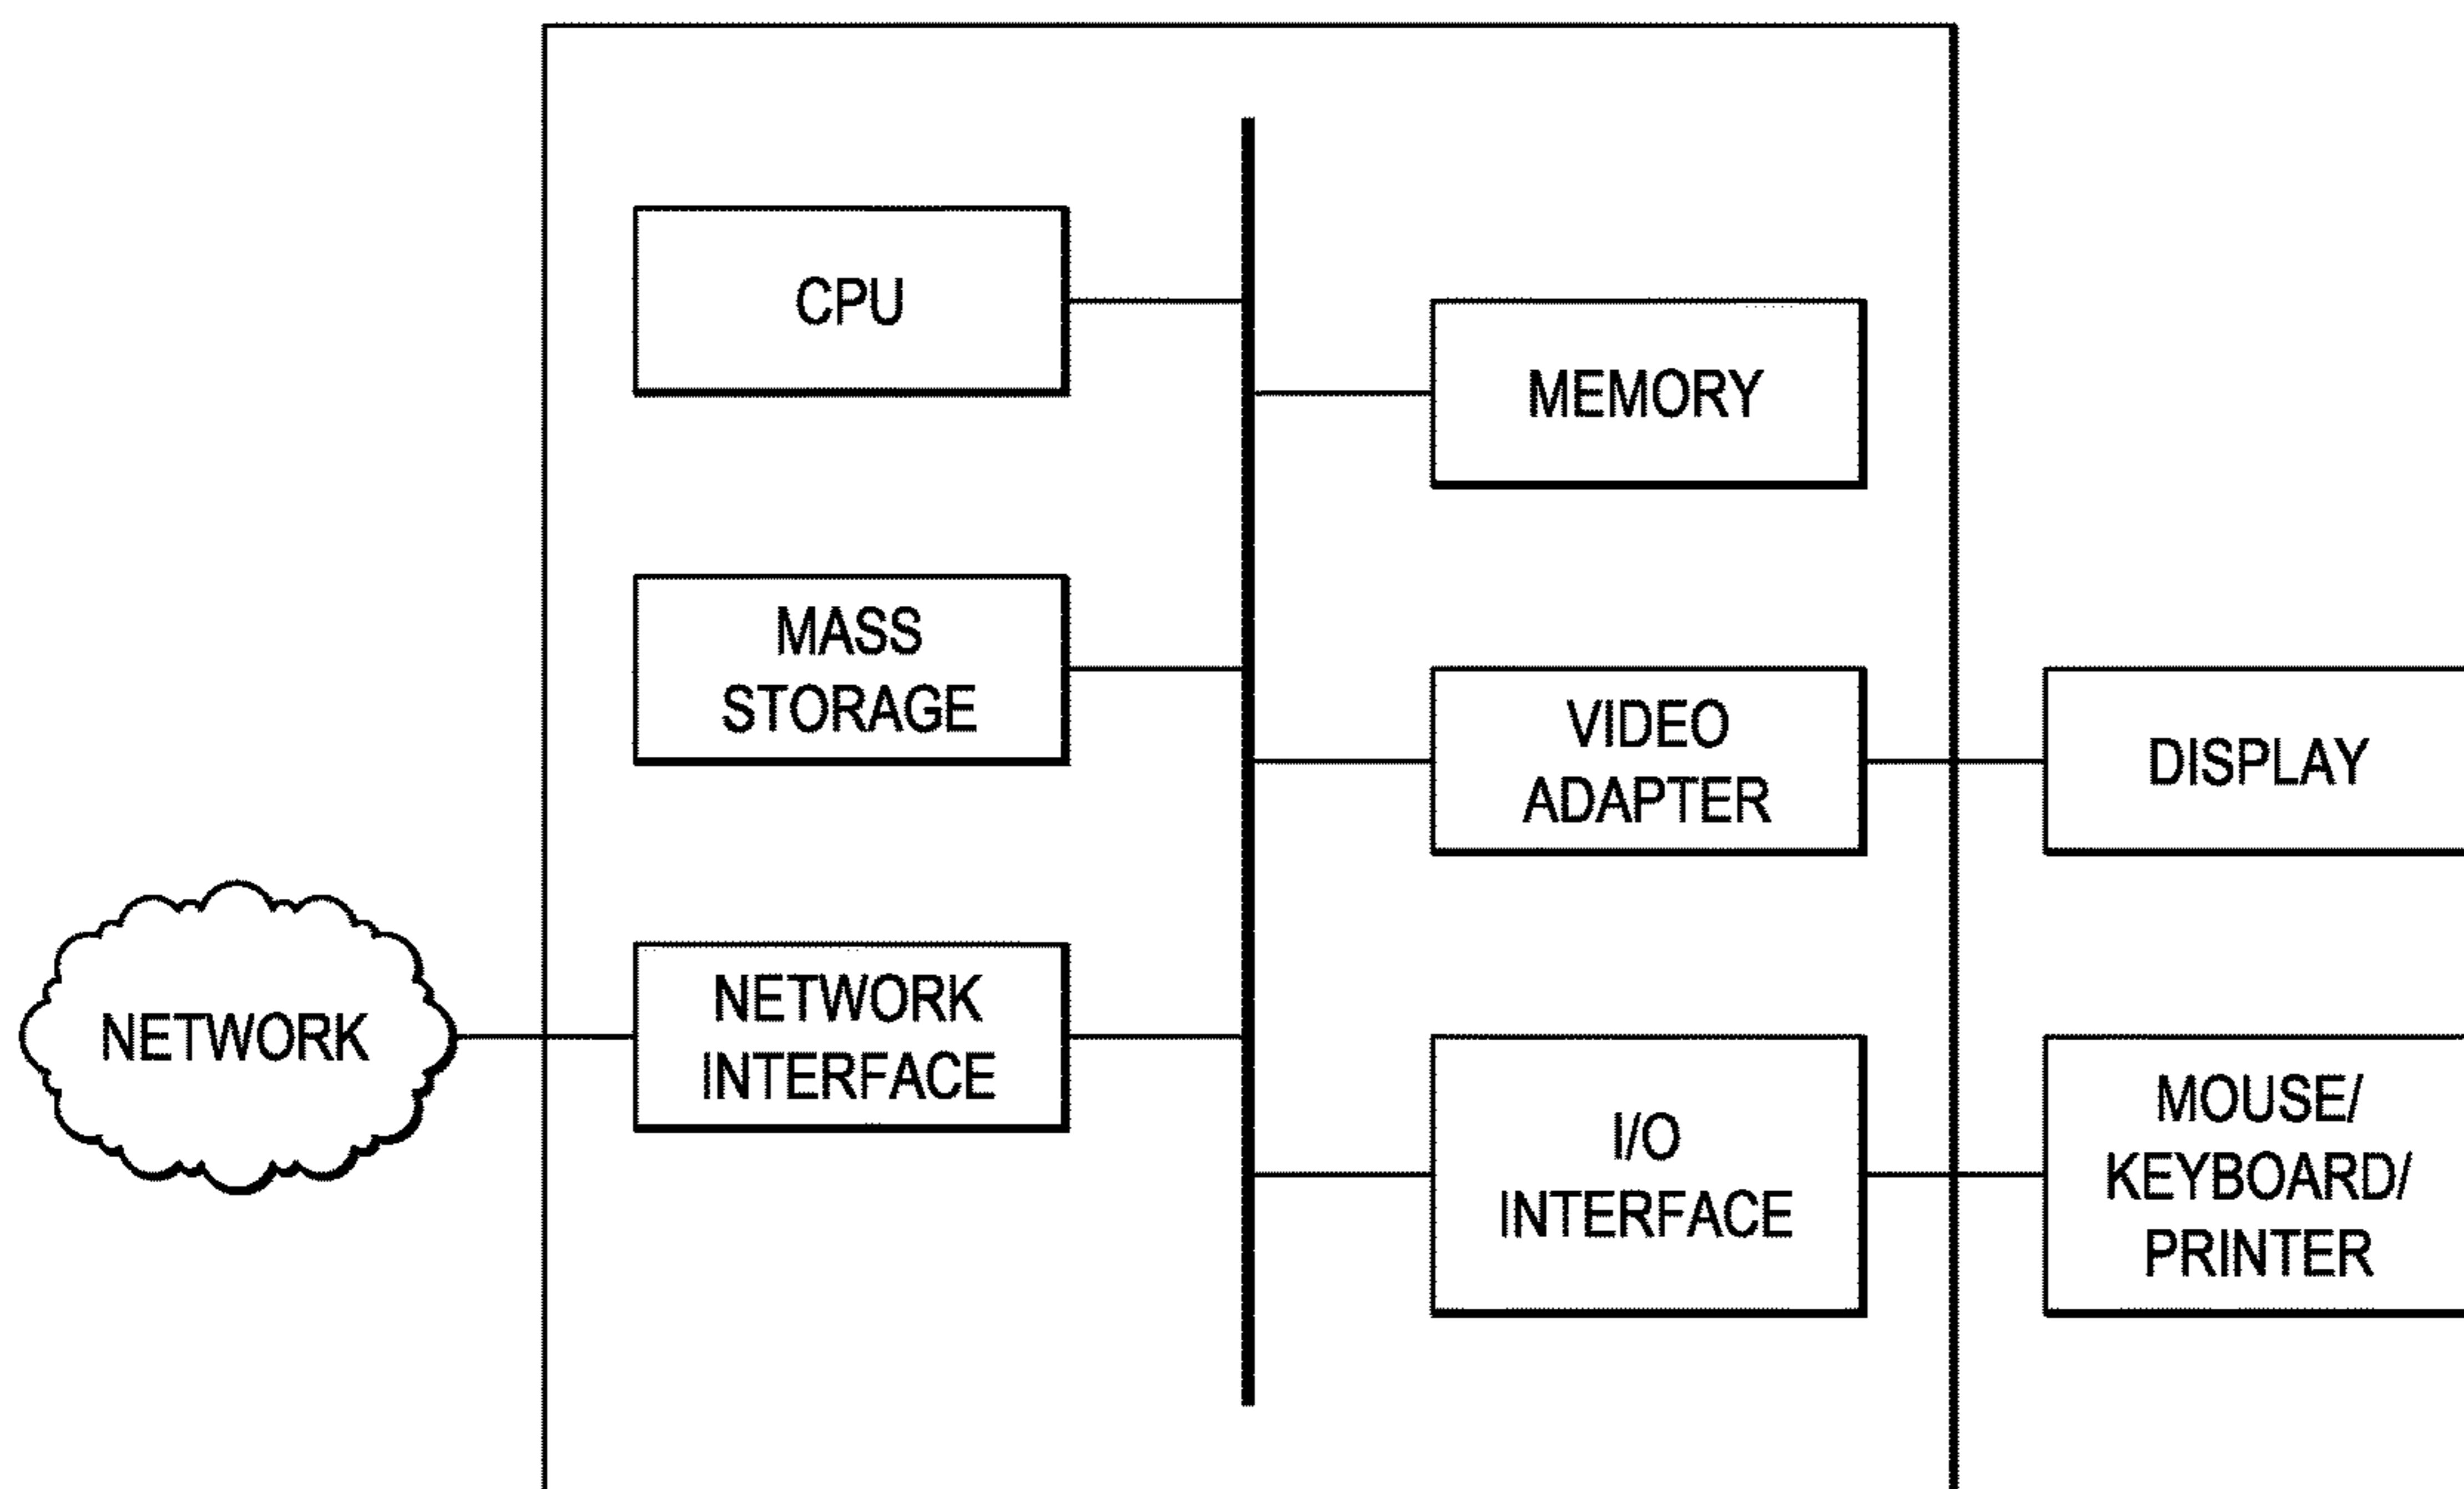 CPU
MEMORY
MASS
STORAGE
VIDEO
ADAPTER
DISPLAY
NETWORK
NETWORK
INTERFACE
I/O
INTERFACE
MOUSE/
KEYBOARD/
PRINTER